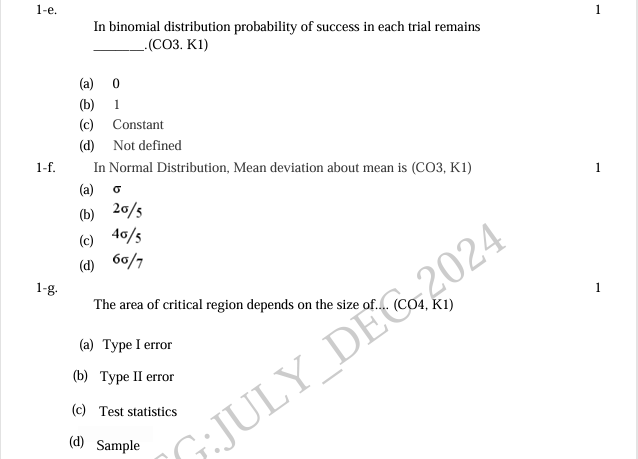 1-e. 1
In binomial distribution probability of success in each trial remains
_______.(CO3. K1)
(a) 0
(b) 1
(c) Constant
(d) Not defined
1-f. In Normal Distribution, Mean deviation about mean is (CO3, K1) 1
(a) σ
(b) 2σ/5
(c) 4σ/5
(d) 6σ/7
1-g. 1
The area of critical region depends on the size of.... (CO4, K1)
(a) Type I error
(b) Type II error
(c) Test statistics
(d) Sample
G:JULY_DEC-2024